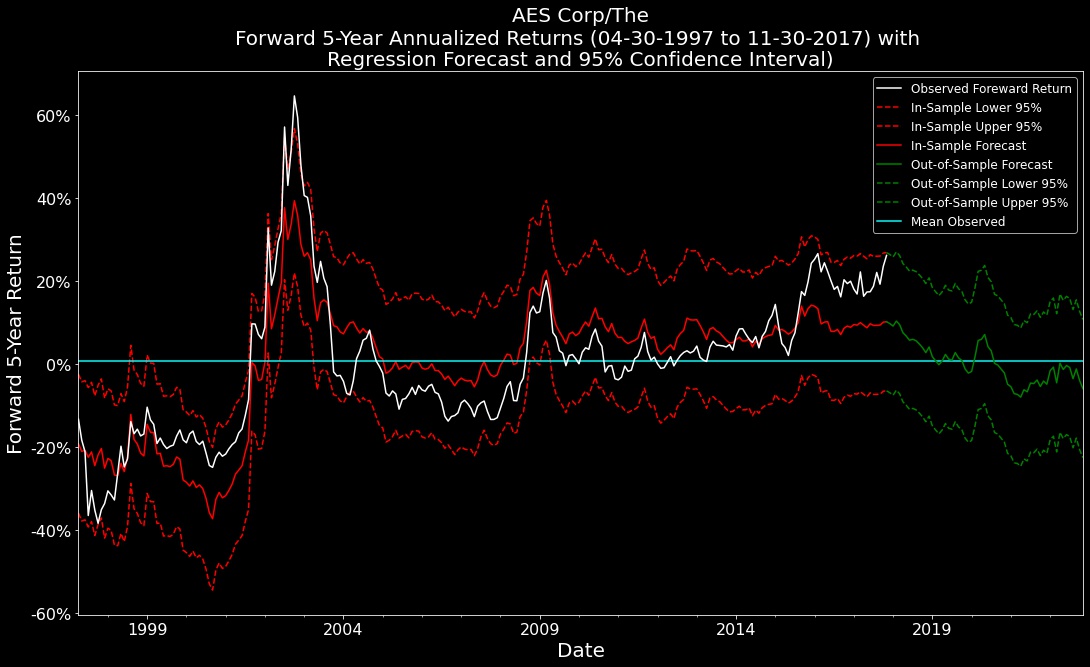 AES Corp/The
Forward 5-Year Annualized Returns (04-30-1997 to 11-30-2017) with
Regression Forecast and 95% Confidence Interval)
Observed Foreward Return
In-Sample Lower 95%
In-Sample Upper 95%
In-Sample Forecast
Out-of-Sample Forecast
Out-of-Sample Lower 95%
Out-of-Sample Upper 95%
Mean Observed
Forward 5-Year Return
60%
40%
20%
0%
-20%
-40%
-60%
1999
2004
2009
2014
2019
Date